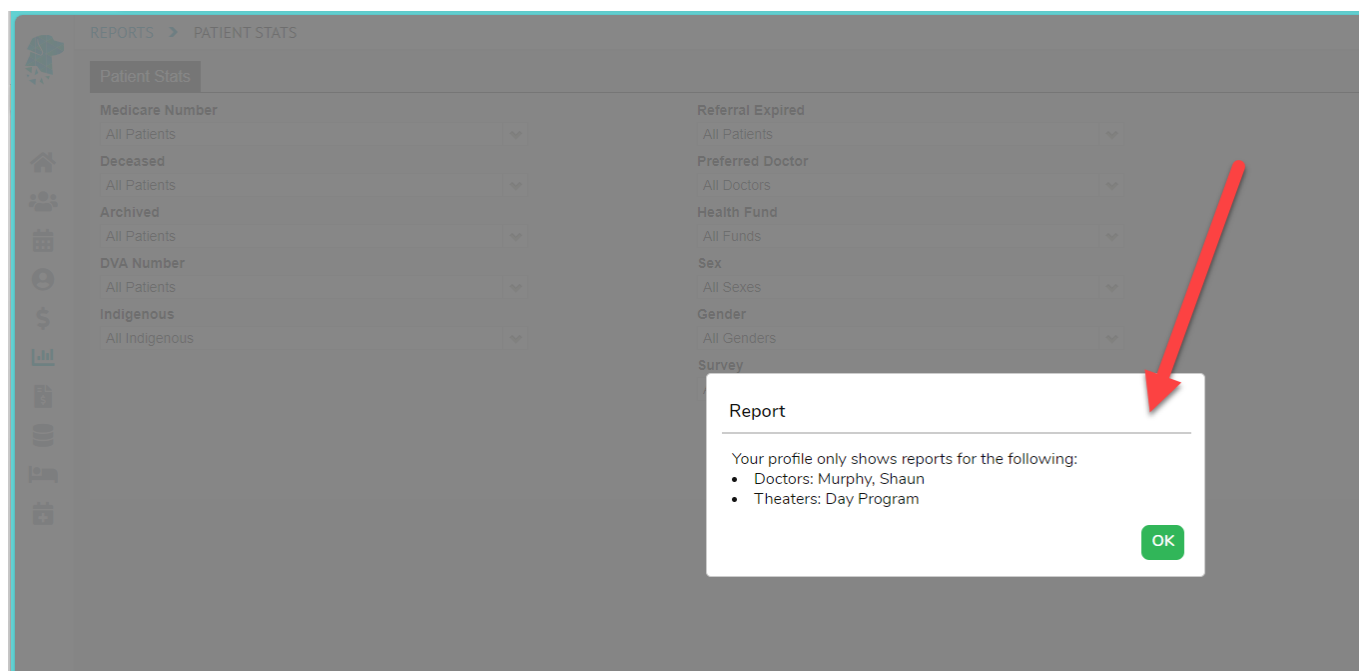 REPORTS > PATIENT STATS
Patient Stats
Medicare Number
All Patients
Deceased
All Patients
Archived
All Patients
DVA Number
All Patients
Indigenous
All Indigenous
Referral Expired
All Patients
Preferred Doctor
All Doctors
Health Fund
All Funds
Sex
All Sexes
Gender
All Genders
Survey
Report
Your profile only shows reports for the following:
• Doctors: Murphy, Shaun
• Theaters: Day Program
OK